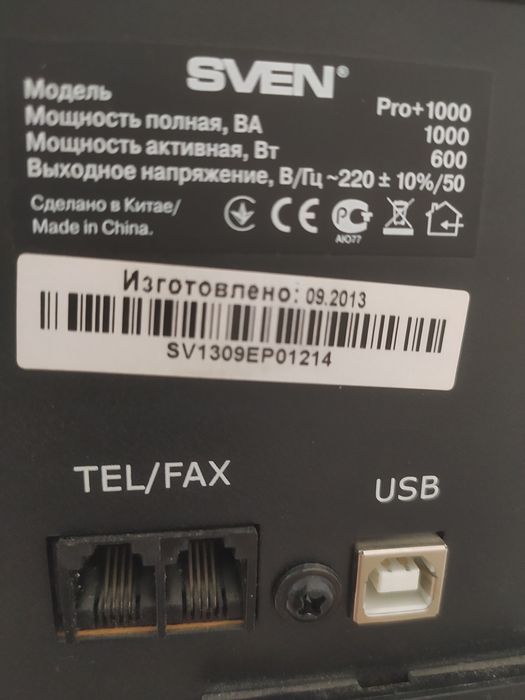 SVEN®
Модель Pro+1000
Мощность полная, ВА 1000
Мощность активная, Вт 600
Выходное напряжение, В/Гц ~220 ± 10%/50
Сделано в Китае/
Made in China.
CE
РС
АЮ77
Изготовлено: 09.2013
SV1309EP01214
TEL/FAX
USB